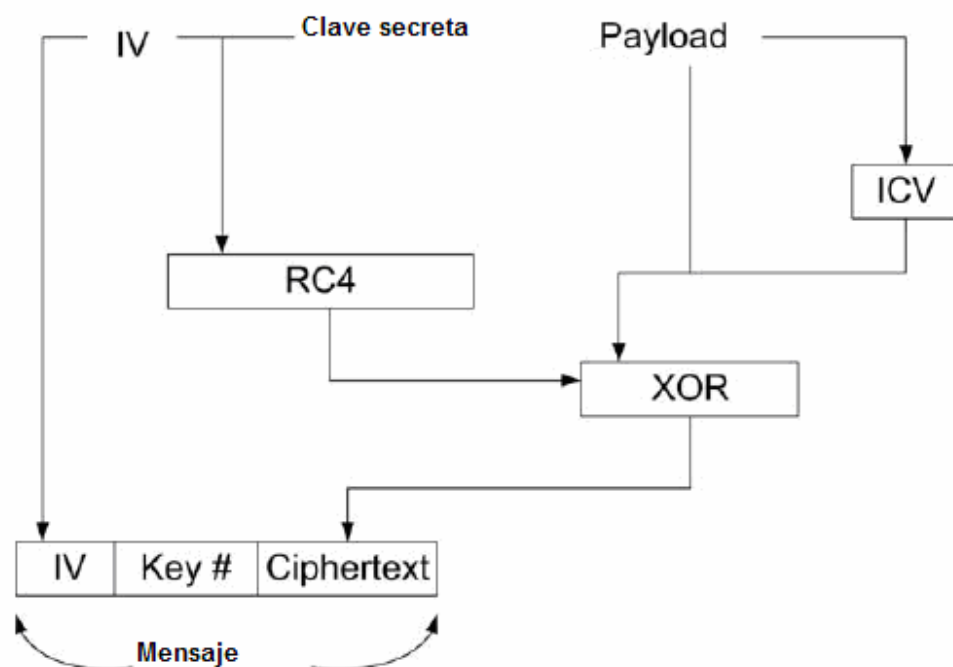 IV
Clave secreta
Payload
ICV
RC4
XOR
IV
Key #
Ciphertext
Mensaje